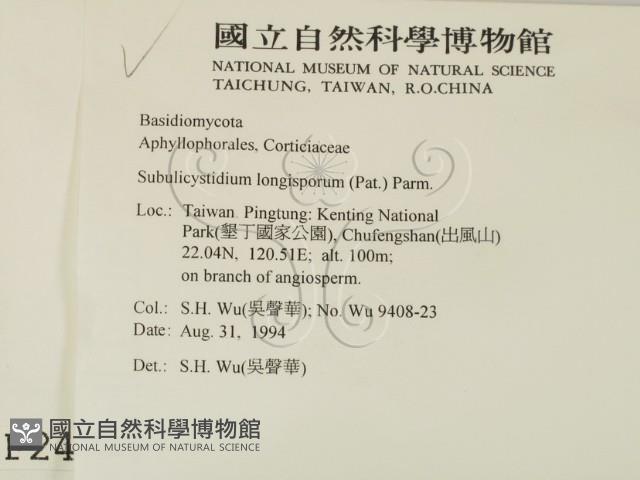 國立自然科學博物館
NATIONAL MUSEUM OF NATURAL SCIENCE
TAICHUNG, TAIWAN, R.O.CHINA
Basidiomycota
Aphyllophorales, Corticiaceae
Subulicystidium longisporum (Pat.) Parm.
Loc.: Taiwan. Pingtung: Kenting National
Park(墾丁國家公園), Chufengshan(出風山)
22.04N, 120.51E; alt. 100m;
on branch of angiosperm.
Col.: S.H. Wu(吳聲華); No. Wu 9408-23
Date: Aug. 31, 1994
Det.: S.H. Wu(吳聲華)
國立自然科學博物館
NATIONAL MUSEUM OF NATURAL SCIENCE